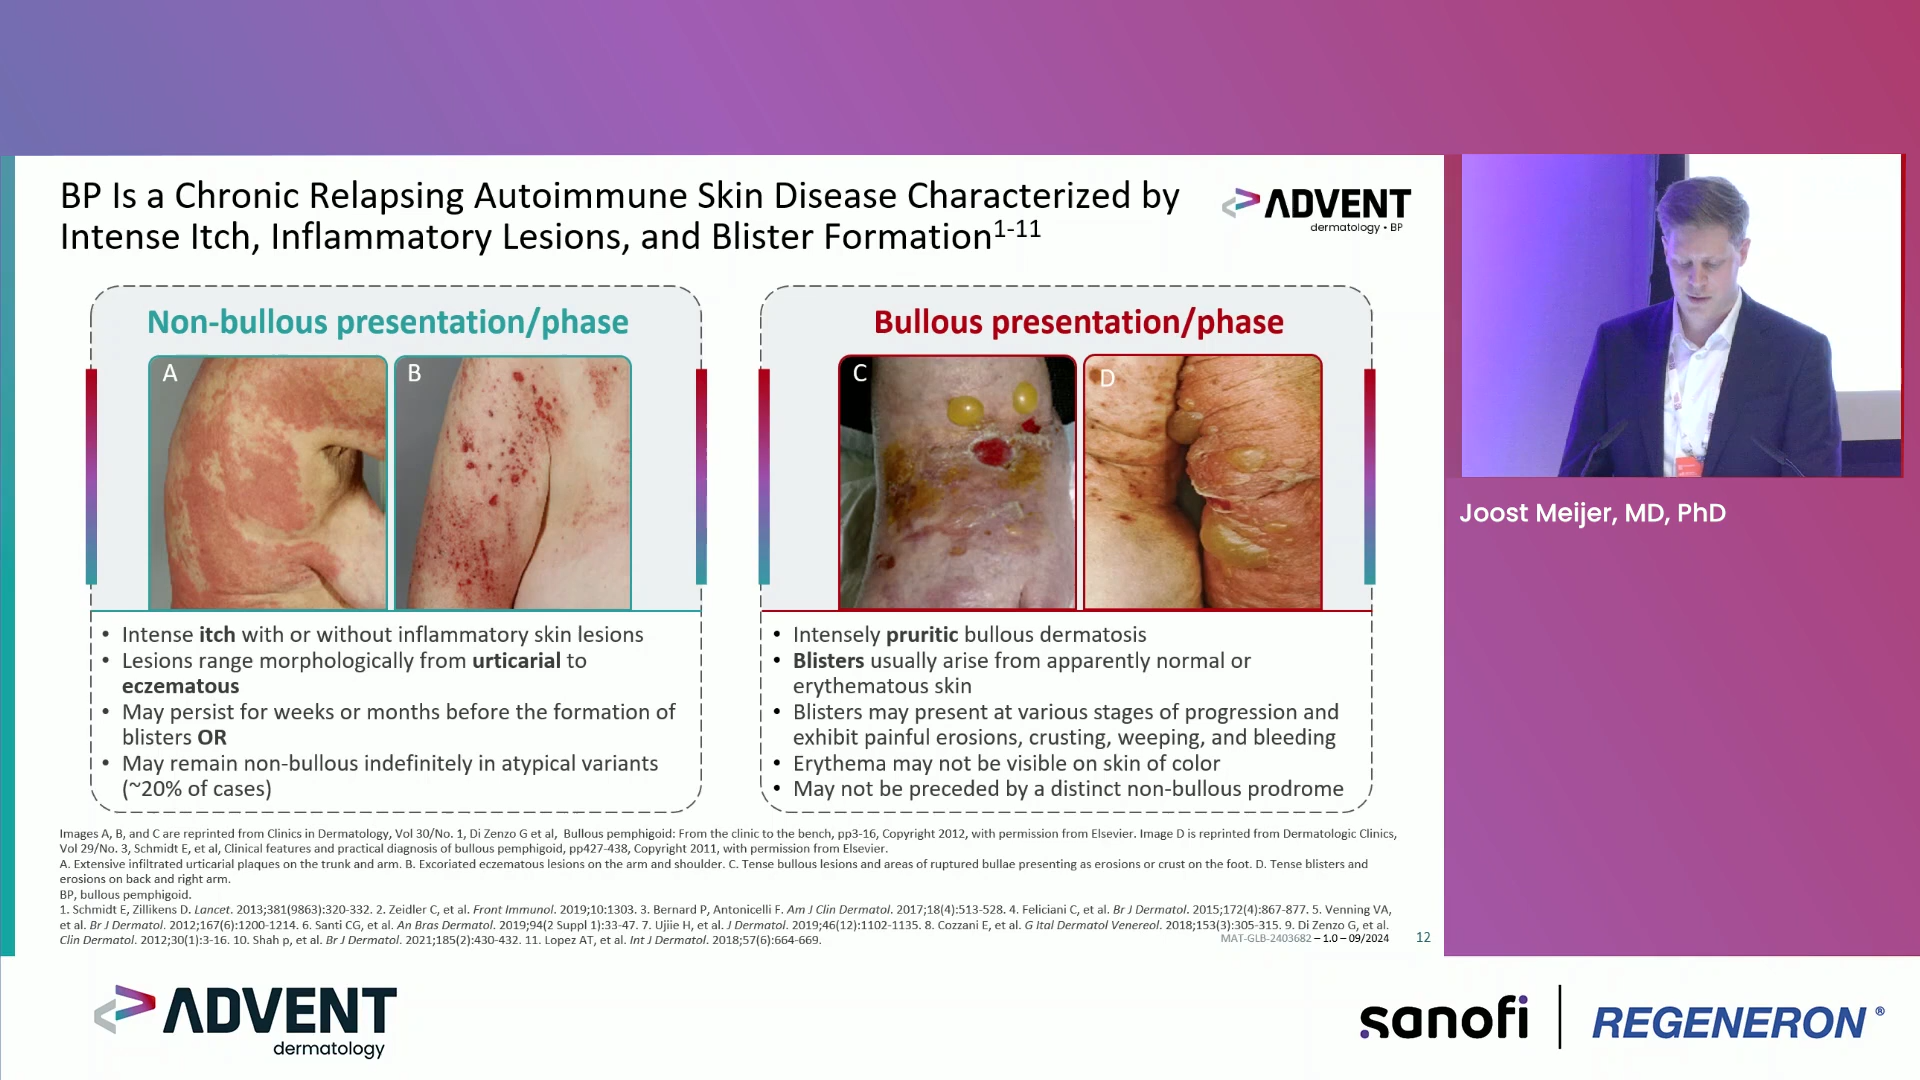 BP Is a Chronic Relapsing Autoimmune Skin Disease Characterized by
Intense Itch, Inflammatory Lesions, and Blister Formation1-11
ADVENT
dermatology • BP
Non-bullous presentation/phase
A
B
• Intense itch with or without inflammatory skin lesions
• Lesions range morphologically from urticarial to
eczematous
• May persist for weeks or months before the formation of
blisters OR
• May remain non-bullous indefinitely in atypical variants
(~20% of cases)
Bullous presentation/phase
C
D
• Intensely pruritic bullous dermatosis
• Blisters usually arise from apparently normal or
erythematous skin
• Blisters may present at various stages of progression and
exhibit painful erosions, crusting, weeping, and bleeding
• Erythema may not be visible on skin of color
• May not be preceded by a distinct non-bullous prodrome
Images A, B, and C are reprinted from Clinics in Dermatology, Vol 30/No. 1, Di Zenzo G et al, Bullous pemphigoid: From the clinic to the bench, pp3-16, Copyright 2012, with permission from Elsevier. Image D is reprinted from Dermatologic Clinics,
Vol 29/No. 3, Schmidt E, et al, Clinical features and practical diagnosis of bullous pemphigoid, pp427-438, Copyright 2011, with permission from Elsevier.
A. Extensive infiltrated urticarial plaques on the trunk and arm. B. Excoriated eczematous lesions on the arm and shoulder. C. Tense bullous lesions and areas of ruptured bullae presenting as erosions or crust on the foot. D. Tense blisters and
erosions on back and right arm.
BP, bullous pemphigoid.
1. Schmidt E, Zillikens D. Lancet. 2013;381(9863):320-332. 2. Zeidler C, et al. Front Immunol. 2019;10:1303. 3. Bernard P, Antonicelli F. Am J Clin Dermatol. 2017;18(4):513-528. 4. Feliciani C, et al. Br J Dermatol. 2015;172(4):867-877. 5. Venning VA,
et al. Br J Dermatol. 2012;167(6):1200-1214. 6. Santi CG, et al. An Bras Dermatol. 2019;94(2 Suppl 1):33-47. 7. Ujiie H, et al. J Dermatol. 2019;46(12):1102-1135. 8. Cozzani E, et al. G Ital Dermatol Venereol. 2018;153(3):305-315. 9. Di Zenzo G, et al.
Clin Dermatol. 2012;30(1):3-16. 10. Shah p, et al. Br J Dermatol. 2021;185(2):430-432. 11. Lopez AT, et al. Int J Dermatol. 2018;57(6):664-669.
MAT-GLB-2403682 – 1.0 – 09/2024
12
Joost Meijer, MD, PhD
ADVENT
dermatology
sanofi
REGENERON®